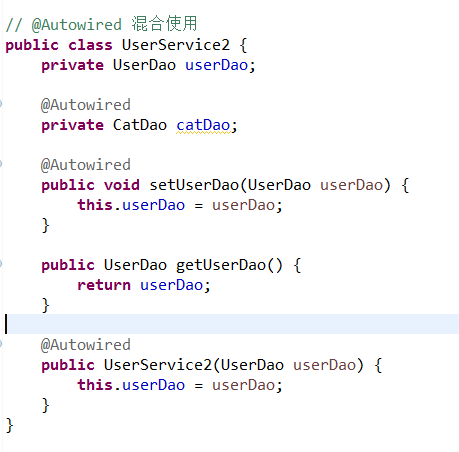 // @Autowired 混合使用
public class UserService2 {
    private UserDao userDao;
    @Autowired
    private CatDao catDao;
    @Autowired
    public void setUserDao(UserDao userDao) {
        this.userDao = userDao;
    }
    public UserDao getUserDao() {
        return userDao;
    }
    @Autowired
    public UserService2(UserDao userDao) {
        this.userDao = userDao;
    }
}